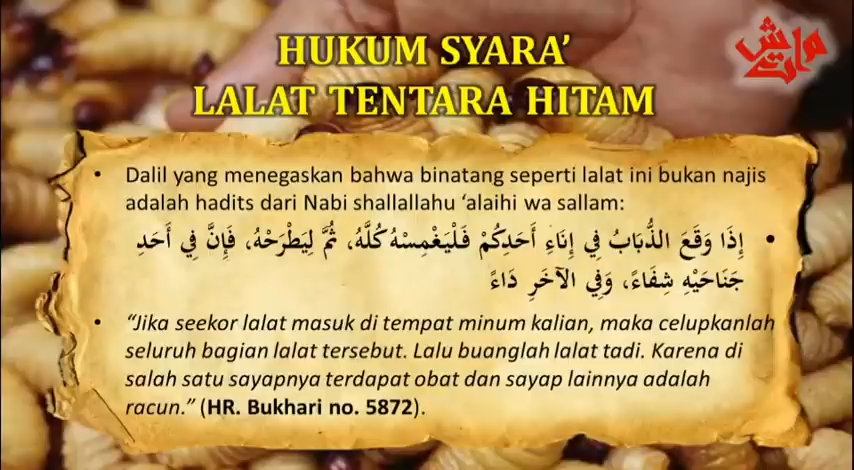 HUKUM SYARA’
LALAT TENTARA HITAM
• Dalil yang menegaskan bahwa binatang seperti lalat ini bukan najis
adalah hadits dari Nabi shallallahu ‘alaihi wa sallam:
• إِذَا وَقَعَ الذُّبَابُ فِي إِنَاءِ أَحَدِكُمْ فَلْيَغْمِسْهُ كُلَّهُ، ثُمَّ لِيَطْرَحْهُ، فَإِنَّ فِي أَحَدِ
جَنَاحَيْهِ شِفَاءً، وَفِي الآخَرِ دَاءً
• “Jika seekor lalat masuk di tempat minum kalian, maka celupkanlah
seluruh bagian lalat tersebut. Lalu buanglah lalat tadi. Karena di
salah satu sayapnya terdapat obat dan sayap lainnya adalah
racun.” (HR. Bukhari no. 5872).